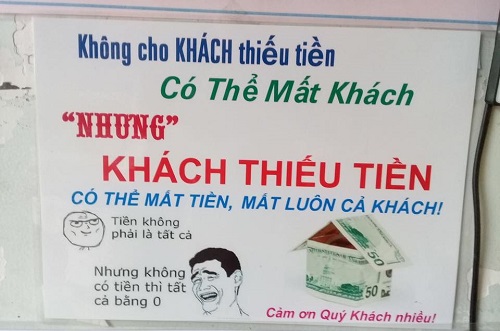 Không cho KHÁCH thiếu tiền
Có Thể Mất Khách
"NHƯNG"
KHÁCH THIẾU TIỀN
CÓ THỂ MẤT TIỀN, MẤT LUÔN CẢ KHÁCH!
Tiền không
phải là tất cả
Nhưng không
có tiền thì tất
cả bằng 0
50
50
Cảm ơn Quý Khách nhiều!